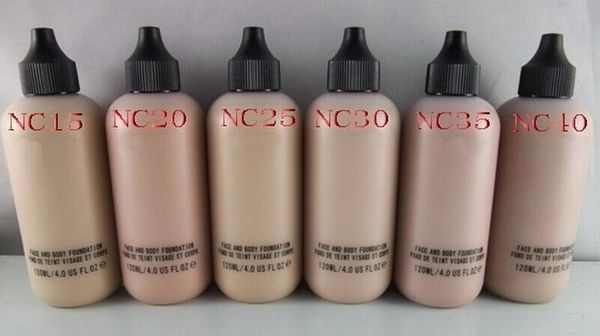 NC15 NC20 NC25 NC30 NC35 NC40
FACE AND BODY FOUNDATION
FOND DE TEINT VISAGE ET CORPS
120ML/4.0 US FL OZ℮
FACE AND BODY FOUNDATION
FOND DE TEINT VISAGE ET CORPS
120ML/4.0 US FL OZ℮
FACE AND BODY FOUNDATION
FOND DE TEINT VISAGE ET CORPS
120ML/4.0 US FL OZ℮
FACE AND BODY FOUNDATION
FOND DE TEINT VISAGE ET CORPS
120ML/4.0 US FL OZ℮
FACE AND BODY FOUNDATION
FOND DE TEINT VISAGE ET CORPS
120ML/4.0 US FL OZ℮
FACE AND BODY FOUNDATION
FOND DE TEINT VISAGE ET CORPS
120ML/4.0 US FL OZ℮